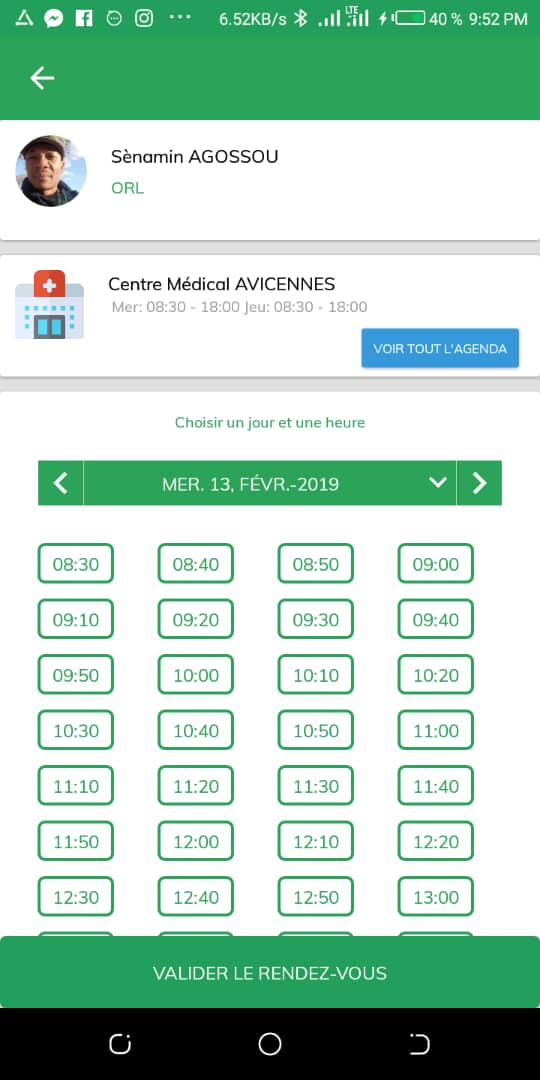 6.52KB/s LTE 40 % 9:52 PM
Sènamin AGOSSOU
ORL
Centre Médical AVICENNES
Mer: 08:30 - 18:00 Jeu: 08:30 - 18:00
VOIR TOUT L'AGENDA
Choisir un jour et une heure
MER. 13, FÉVR.-2019
08:30 08:40 08:50 09:00
09:10 09:20 09:30 09:40
09:50 10:00 10:10 10:20
10:30 10:40 10:50 11:00
11:10 11:20 11:30 11:40
11:50 12:00 12:10 12:20
12:30 12:40 12:50 13:00
VALIDER LE RENDEZ-VOUS